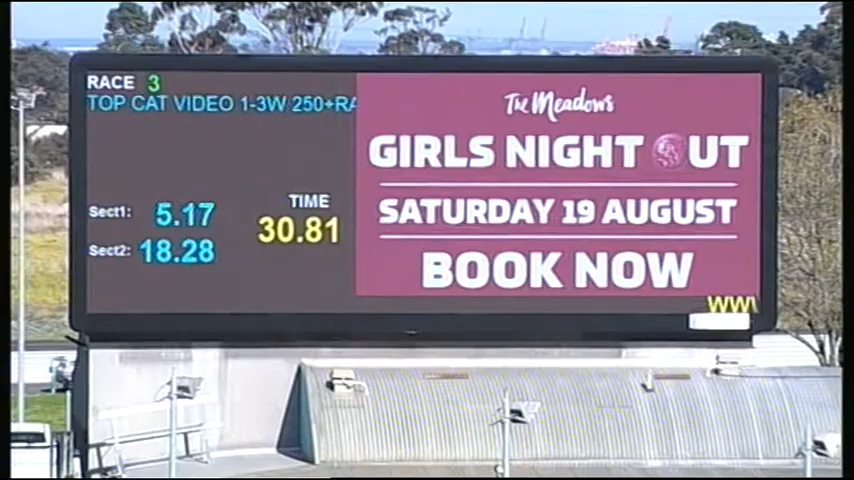 RACE 3
TOP CAT VIDEO 1-3W 250+RA
Sect1: 5.17
Sect2: 18.28
TIME
30.81
The Meadows
GIRLS NIGHT OUT
SATURDAY 19 AUGUST
BOOK NOW
WW